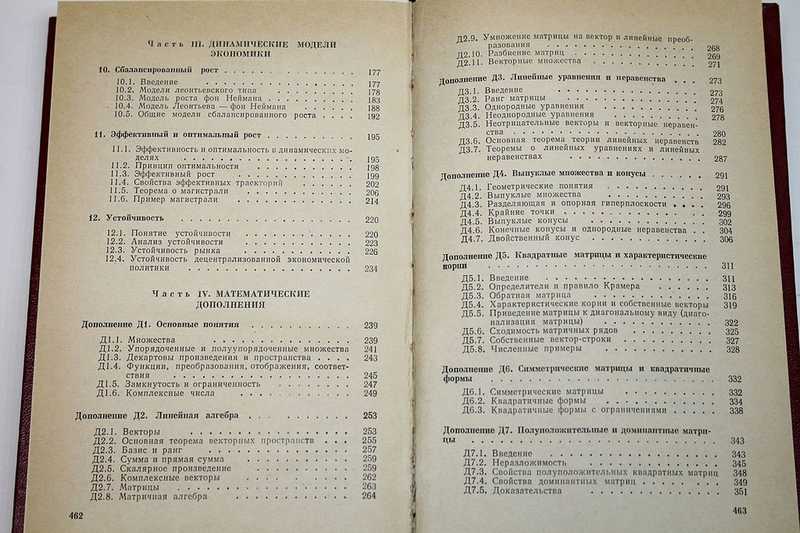 Часть III. ДИНАМИЧЕСКИЕ МОДЕЛИ
ЭКОНОМИКИ
10. Сбалансированный рост . . . . . . . . . . . . 177
10.1. Введение . . . . . . . . . . . . 177
10.2. Модели леонтьевского типа . . . . . . . 178
10.3. Модель роста фон Неймана . . . . . . . . 183
10.4. Модель Леонтьева — фон Неймана . . . . . . 188
10.5. Общие модели сбалансированного роста . . . 192
11. Эффективный и оптимальный рост . . . . . . . . 195
11.1. Эффективность и оптимальность в динамических мо-
делях . . . . . . . . . . . . 195
11.2. Принцип оптимальности . . . . . . . . 198
11.3. Эффективный рост . . . . . . . . . . 199
11.4. Свойства эффективных траекторий . . . . . . 202
11.5. Теорема о магистрали . . . . . . . . 206
11.6. Пример магистрали . . . . . . . . . . 214
12. Устойчивость . . . . . . . . . . . . 220
12.1. Понятие устойчивости . . . . . . . . . 220
12.2. Анализ устойчивости . . . . . . . . . 223
12.3. Устойчивость рынка . . . . . . . . . 226
12.4. Устойчивость децентрализованной экономической
политики . . . . . . . . . . . . 234
Часть IV. МАТЕМАТИЧЕСКИЕ
ДОПОЛНЕНИЯ
Дополнение Д1. Основные понятия . . . . . . . . . 239
Д1.1. Множества . . . . . . . . . . . . 239
Д1.2. Упорядоченные и полуупорядоченные множества 241
Д1.3. Декартовы произведения и пространства . . . . 243
Д1.4. Функции, преобразования, отображения, соответ-
ствия . . . . . . . . . . . . 245
Д1.5. Замкнутость и ограниченность . . . . . . . 247
Д1.6. Комплексные числа . . . . . . . . . . 249
Дополнение Д2. Линейная алгебра . . . . . . . . . 253
Д2.1. Векторы . . . . . . . . . . . . 253
Д2.2. Основная теорема векторных пространств . . . 255
Д2.3. Базис и ранг . . . . . . . . . . . . 257
Д2.4. Сумма и прямая сумма . . . . . . . . . 259
Д2.5. Скалярное произведение . . . . . . . . 259
Д2.6. Комплексные векторы . . . . . . . . . 262
Д2.7. Матрицы . . . . . . . . . . . . 263
Д2.8. Матричная алгебра . . . . . . . . . . 264
462
Д2.9. Умножение матрицы на вектор и линейные преоб-
разования . . . . . . . . . . . . 268
Д2.10. Разбиение матриц . . . . . . . . . . 269
Д2.11. Векторные множества . . . . . . . . . 271
Дополнение Д3. Линейные уравнения и неравенства . . . 273
Д3.1. Введение . . . . . . . . . . . . 273
Д3.2. Ранг матрицы . . . . . . . . . . . . 274
Д3.3. Однородные уравнения . . . . . . . . . 276
Д3.4. Неоднородные уравнения . . . . . . . . 278
Д3.5. Неотрицательные векторы и векторные неравен-
ства . . . . . . . . . . . . 280
Д3.6. Основная теорема теории линейных неравенств 282
Д3.7. Теоремы о линейных уравнениях и линейных
неравенствах . . . . . . . . . . . . 287
Дополнение Д4. Выпуклые множества и конусы . . . . . . 291
Д4.1. Геометрические понятия . . . . . . . . 291
Д4.2. Выпуклые множества . . . . . . . . . 293
Д4.3. Разделяющая и опорная гиперплоскости . . . . 296
Д4.4. Крайние точки . . . . . . . . . . . . 299
Д4.5. Выпуклые конусы . . . . . . . . . . 302
Д4.6. Конечные конусы и однородные неравенства . . 304
Д4.7. Двойственный конус . . . . . . . . . 306
Дополнение Д5. Квадратные матрицы и характеристические
корни . . . . . . . . . . . . 311
Д5.1. Введение . . . . . . . . . . . . 311
Д5.2. Определители и правило Крамера . . . . . . 313
Д5.3. Обратная матрица . . . . . . . . . . 316
Д5.4. Характеристические корни и собственные векторы 319
Д5.5. Приведение матрицы к диагональному виду (диаго-
нализация матрицы) . . . . . . . . . . 322
Д5.6. Сходимость матричных рядов . . . . . . . 325
Д5.7. Собственные вектор-строки . . . . . . . . 327
Д5.8. Численные примеры . . . . . . . . . . 328
Дополнение Д6. Симметрические матрицы и квадратичные
формы . . . . . . . . . . . . 332
Д6.1. Симметрические матрицы . . . . . . . . 332
Д6.2. Квадратичные формы . . . . . . . . . 334
Д6.3. Квадратичные формы с ограничениями . . . . . 338
Дополнение Д7. Полуположительные и доминантные матри-
цы . . . . . . . . . . . . 343
Д7.1. Введение . . . . . . . . . . . . 343
Д7.2. Неразложимость . . . . . . . . . . 345
Д7.3. Свойства полуположительных квадратных матриц 348
Д7.4. Свойства доминантных матриц . . . . . . . 349
Д7.5. Доказательства . . . . . . . . . . 351
463